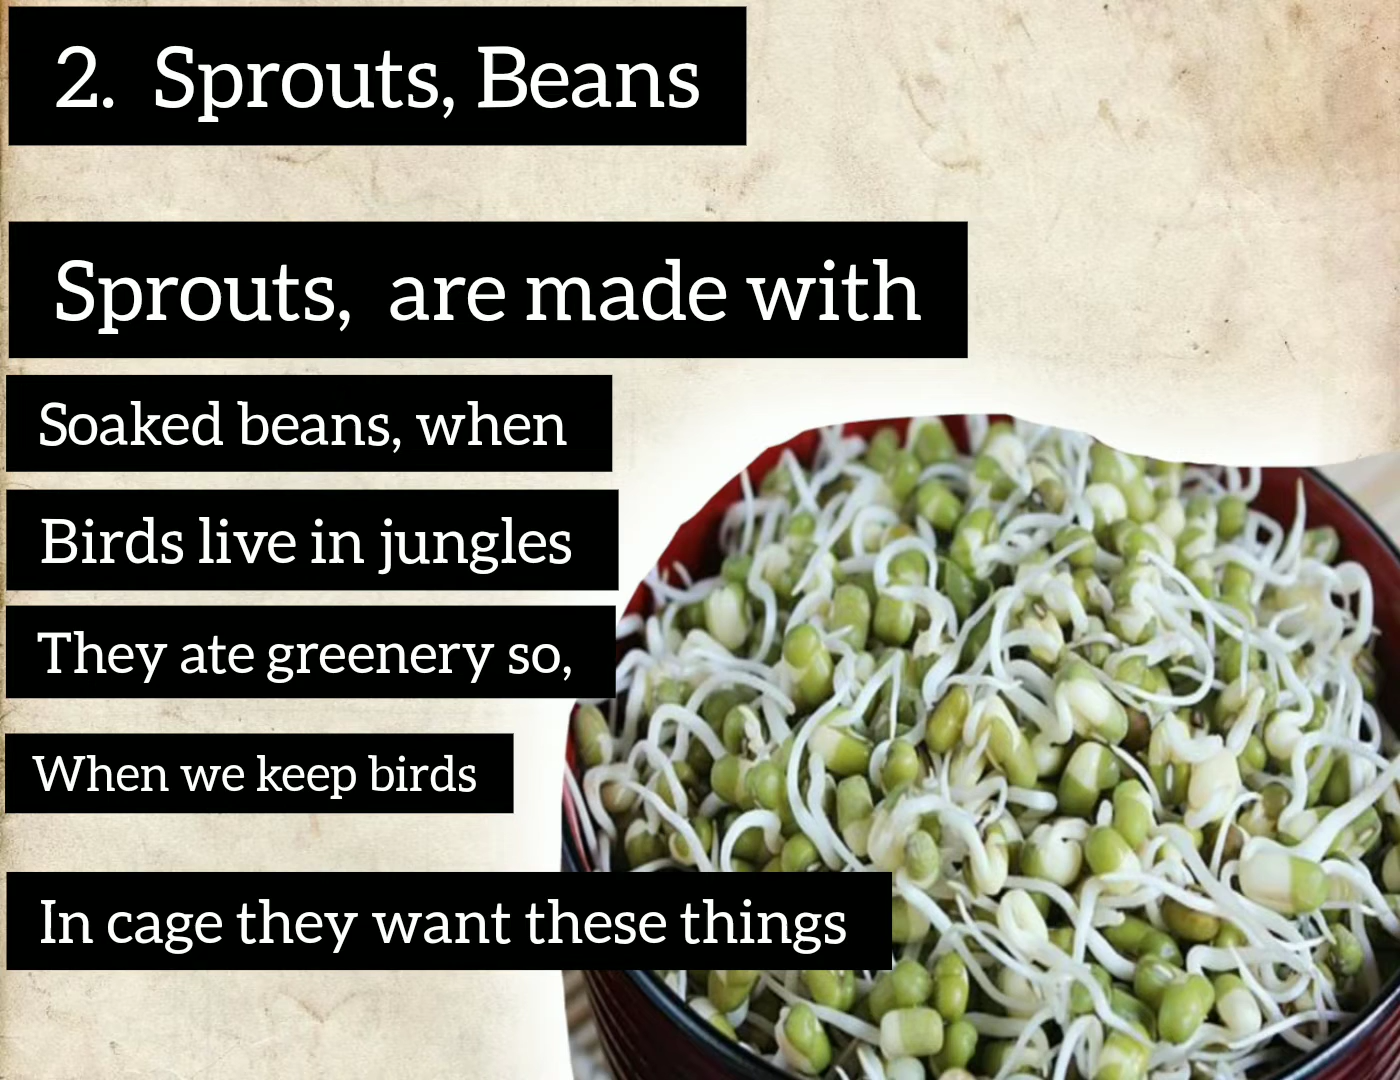 2.  Sprouts, Beans
Sprouts,  are made with
Soaked beans, when
Birds live in jungles
They ate greenery so,
When we keep birds
In cage they want these things